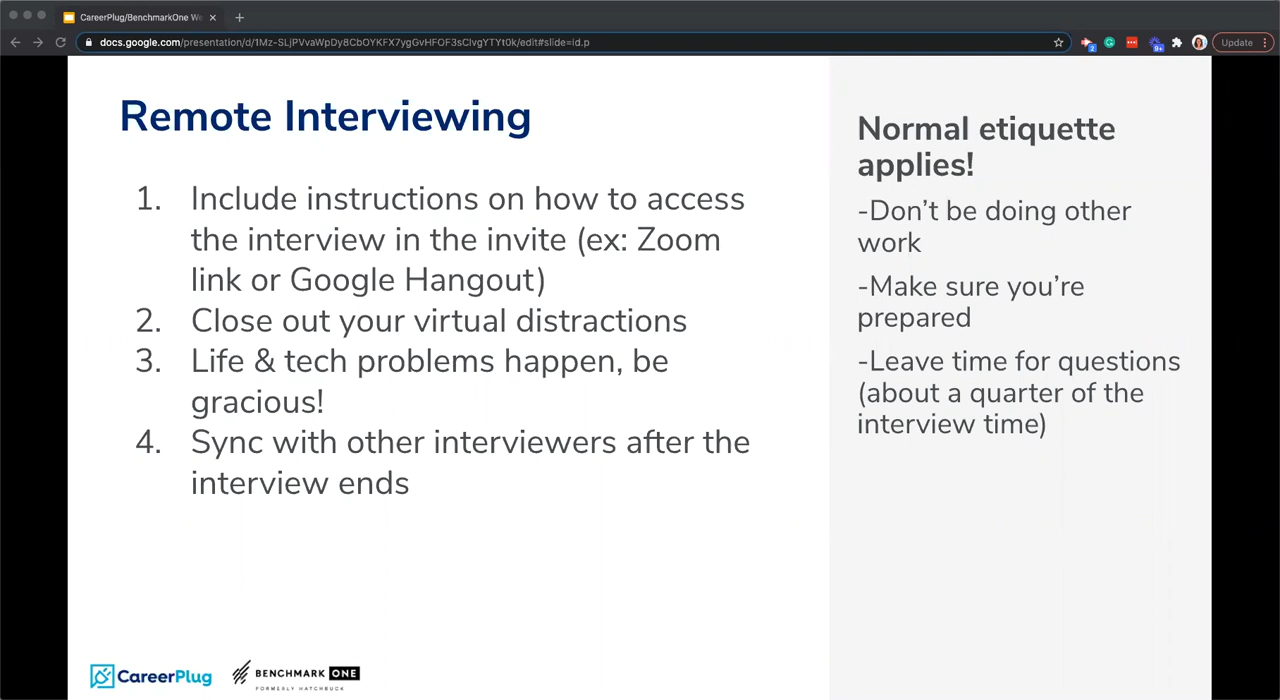 CareerPlug/BenchmarkOne We
docs.google.com/presentation/d/1Mz-SLjPVvaWpDy8CbOYKFX7ygGvHFOF3sClvgYTYt0k/edit#slide=id.p
2
9+
Update
Remote Interviewing
1. Include instructions on how to access
the interview in the invite (ex: Zoom
link or Google Hangout)
2. Close out your virtual distractions
3. Life & tech problems happen, be
gracious!
4. Sync with other interviewers after the
interview ends
Normal etiquette
applies!
-Don’t be doing other
work
-Make sure you’re
prepared
-Leave time for questions
(about a quarter of the
interview time)
CareerPlug
BENCHMARK ONE
FORMERLY HATCHBUCK